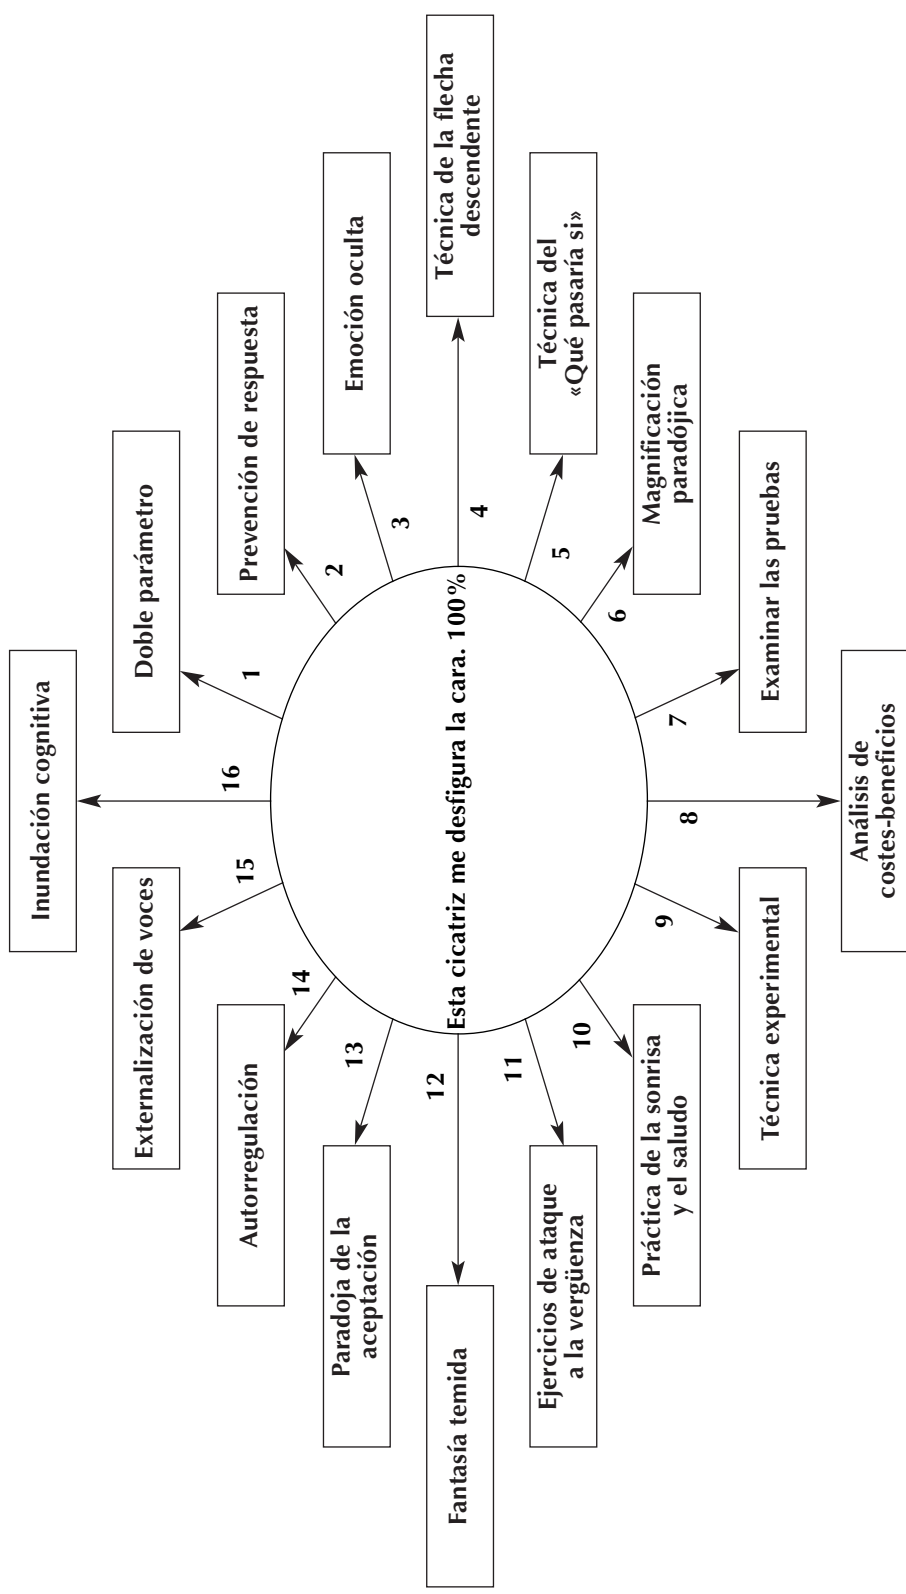 Esta cicatriz me desfigura la cara. 100%
1
Doble parámetro
2
Prevención de respuesta
3
Emoción oculta
4
Técnica de la flecha
descendente
5
Técnica del
«Qué pasaría si»
6
Magnificación
paradójica
7
Examinar las pruebas
8
Análisis de
costes-beneficios
9
Técnica experimental
10
Práctica de la sonrisa
y el saludo
11
Ejercicios de ataque
a la vergüenza
12
Fantasía temida
13
Paradoja de la
aceptación
14
Autorregulación
15
Externalización de voces
16
Inundación cognitiva